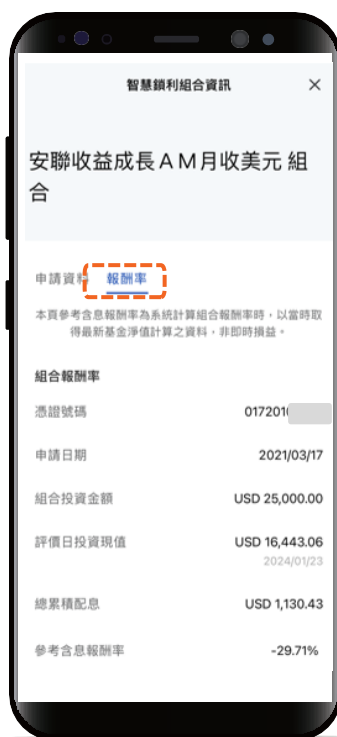 智慧鎖利組合資訊
安聯收益成長ＡＭ月收美元 組
合
申請資料 報酬率
本頁參考含息報酬率為系統計算組合報酬率時，以當時取
得最新基金淨值計算之資料，非即時損益。
組合報酬率
憑證號碼 017201
申請日期 2021/03/17
組合投資金額 USD 25,000.00
評價日投資現值 USD 16,443.06
2024/01/23
總累積配息 USD 1,130.43
參考含息報酬率 -29.71%